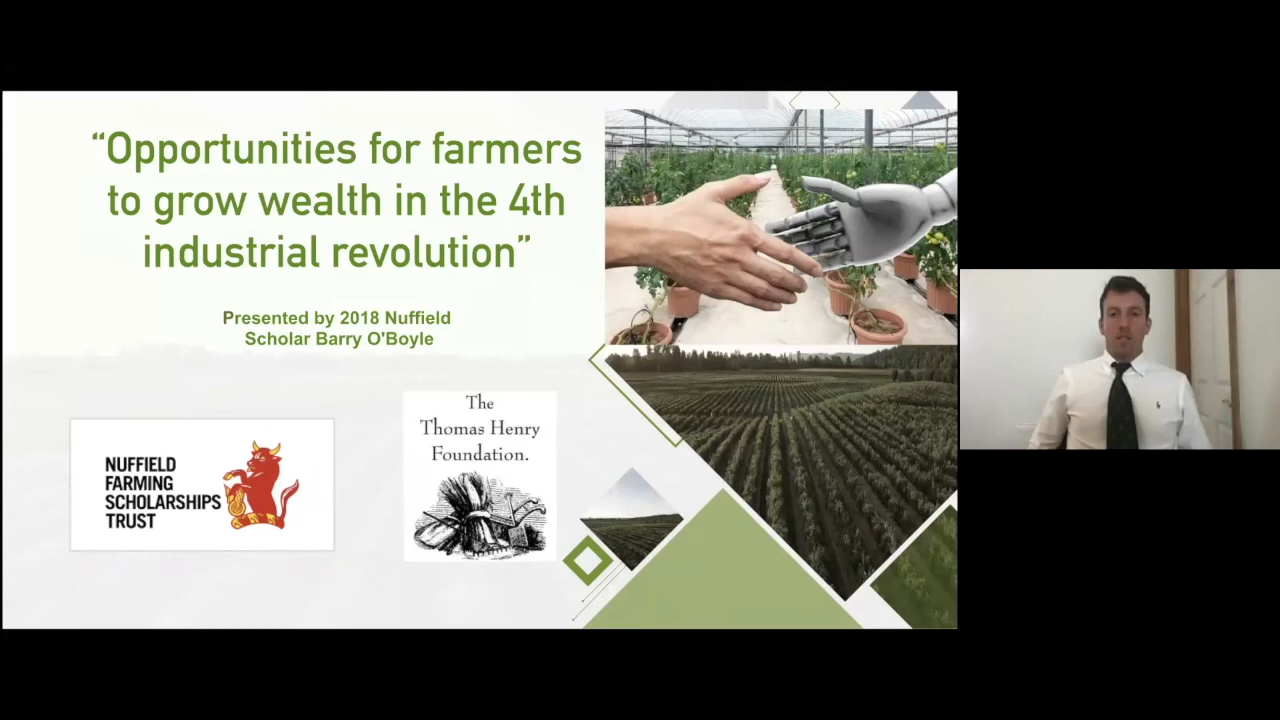 “Opportunities for farmers
to grow wealth in the 4th
industrial revolution”
Presented by 2018 Nuffield
Scholar Barry O'Boyle
NUFFIELD
FARMING
SCHOLARSHIPS
TRUST
The
Thomas Henry
Foundation.